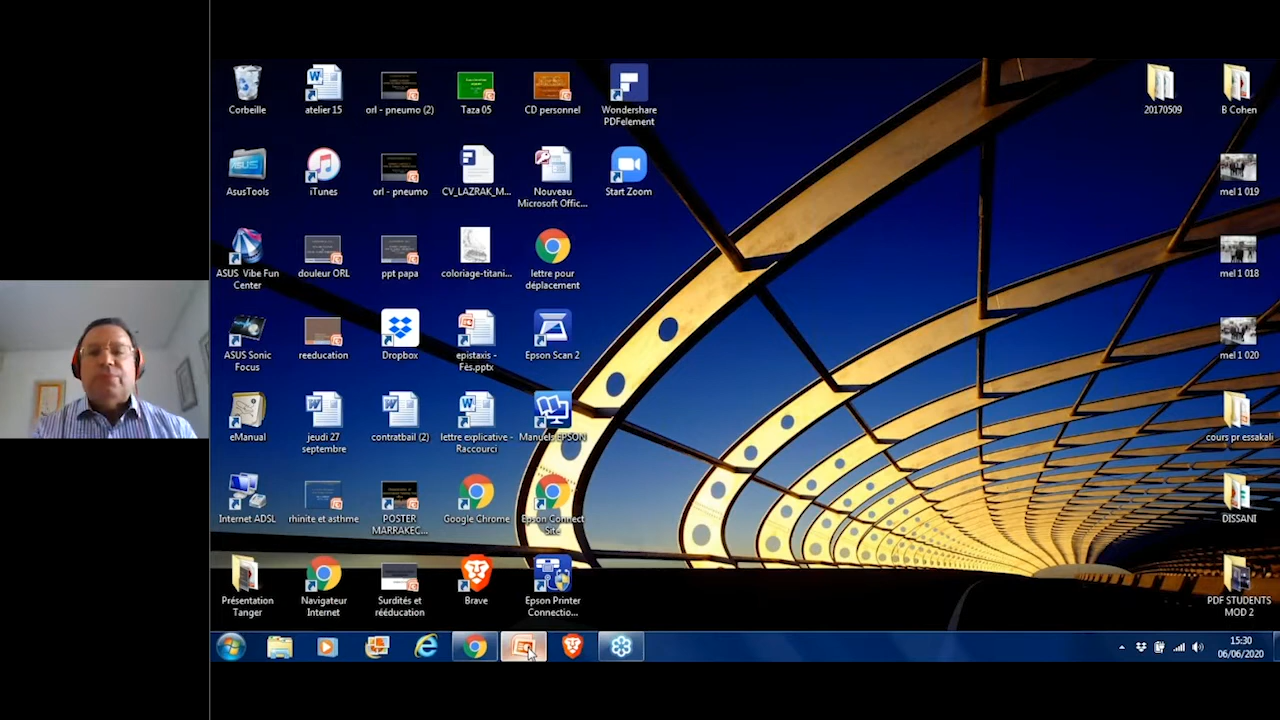 Corbeille
atelier 15
orl - pneumo (2)
Taza 05
CD personnel
Wondershare
PDFelement
20170509
B Cohen
AsusTools
iTunes
orl - pneumo
CV_LAZRAK_M...
Nouveau
Microsoft Offic...
Start Zoom
mel 1 019
ASUS Vibe Fun
Center
douleur ORL
ppt papa
coloriage-titani...
lettre pour
déplacement
mel 1 018
ASUS Sonic
Focus
reeducation
Dropbox
epistaxis -
Fès.pptx
Epson Scan 2
mel 1 020
eManual
jeudi 27
septembre
contratbail (2)
lettre explicative -
Raccourci
Manuels EPSON
cours pr essakali
Internet ADSL
rhinite et asthme
POSTER
MARRAKEC...
Google Chrome
Epson Connect
Site
DISSANI
Présentation
Tanger
Navigateur
Internet
Surdités et
rééducation
Brave
Epson Printer
Connectio...
PDF STUDENTS
MOD 2
15:30
06/06/2020